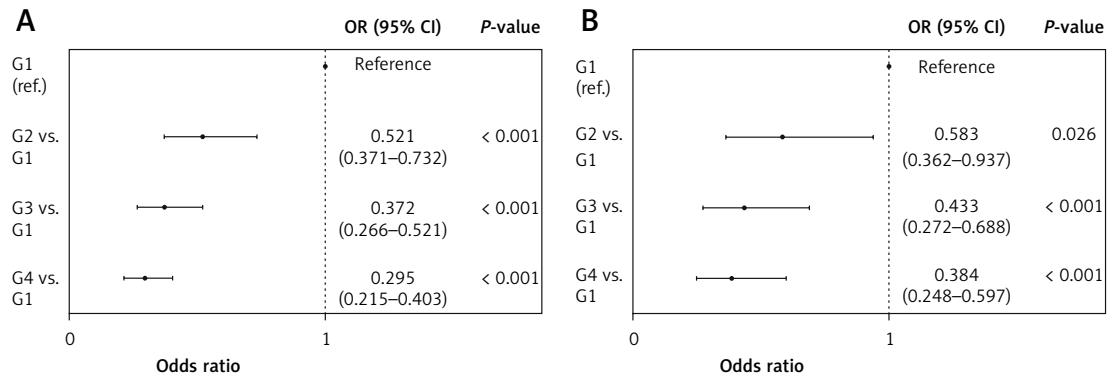 A
OR (95% CI) P-value
G1 Reference
(ref.)
G2 vs. 0.521 < 0.001
G1 (0.371–0.732)
G3 vs. 0.372 < 0.001
G1 (0.266–0.521)
G4 vs. 0.295 < 0.001
G1 (0.215–0.403)
0 1
Odds ratio
B
OR (95% CI) P-value
G1 Reference
(ref.)
G2 vs. 0.583 0.026
G1 (0.362–0.937)
G3 vs. 0.433 < 0.001
G1 (0.272–0.688)
G4 vs. 0.384 < 0.001
G1 (0.248–0.597)
0 1
Odds ratio